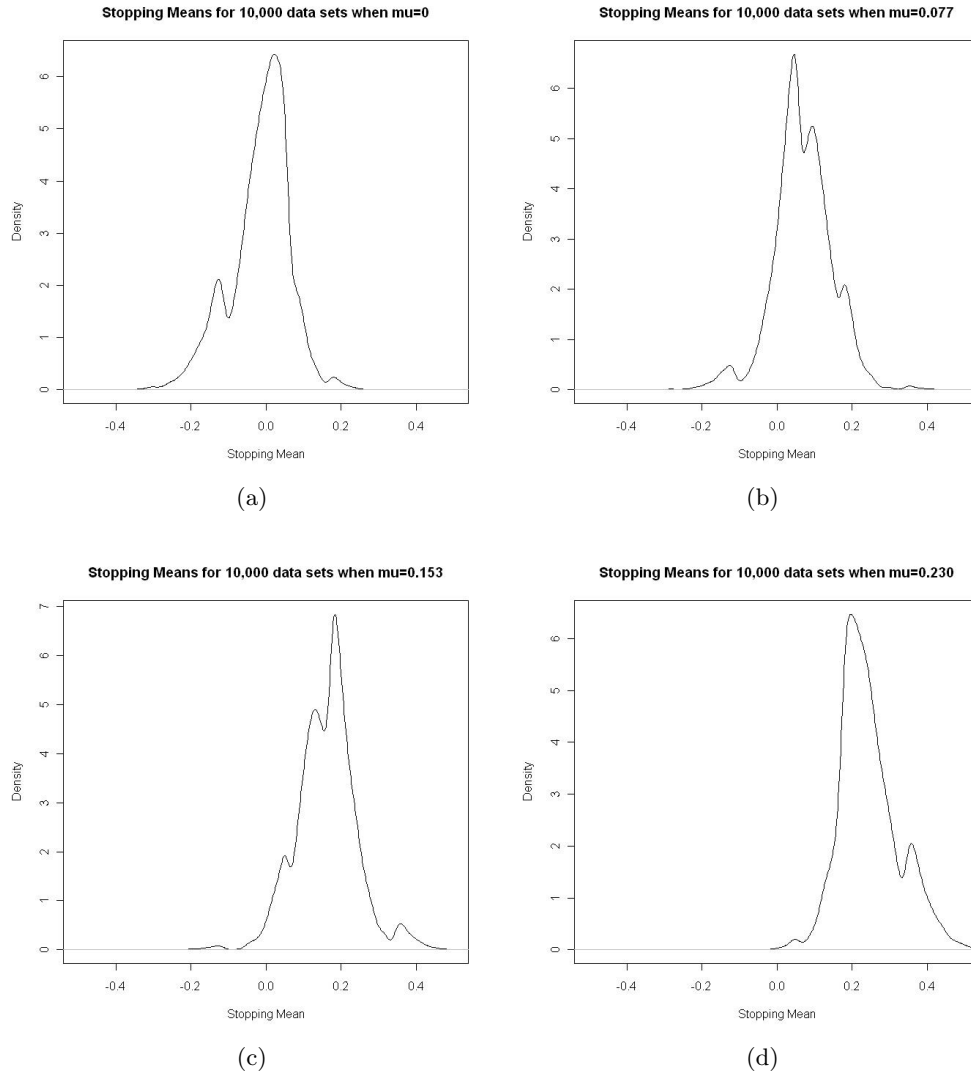 Stopping Means for 10,000 data sets when mu=0
Density
0 1 2 3 4 5 6
-0.4 -0.2 0.0 0.2 0.4
Stopping Mean
(a)
Stopping Means for 10,000 data sets when mu=0.077
Density
0 1 2 3 4 5 6
-0.4 -0.2 0.0 0.2 0.4
Stopping Mean
(b)
Stopping Means for 10,000 data sets when mu=0.153
Density
0 1 2 3 4 5 6 7
-0.4 -0.2 0.0 0.2 0.4
Stopping Mean
(c)
Stopping Means for 10,000 data sets when mu=0.230
Density
0 1 2 3 4 5 6
-0.4 -0.2 0.0 0.2 0.4
Stopping Mean
(d)